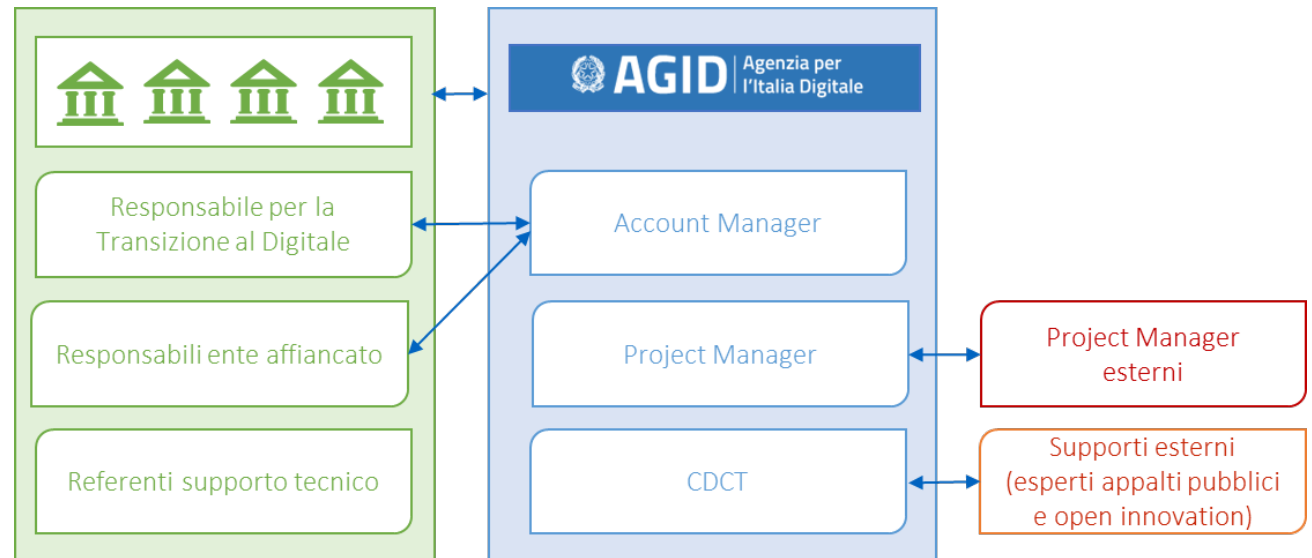 AGID
Agenzia per
l'Italia Digitale
Responsabile per la
Transizione al Digitale
Account Manager
Responsabili ente affiancato
Project Manager
Project Manager
esterni
Referenti supporto tecnico
CDCT
Supporti esterni
(esperti appalti pubblici
e open innovation)